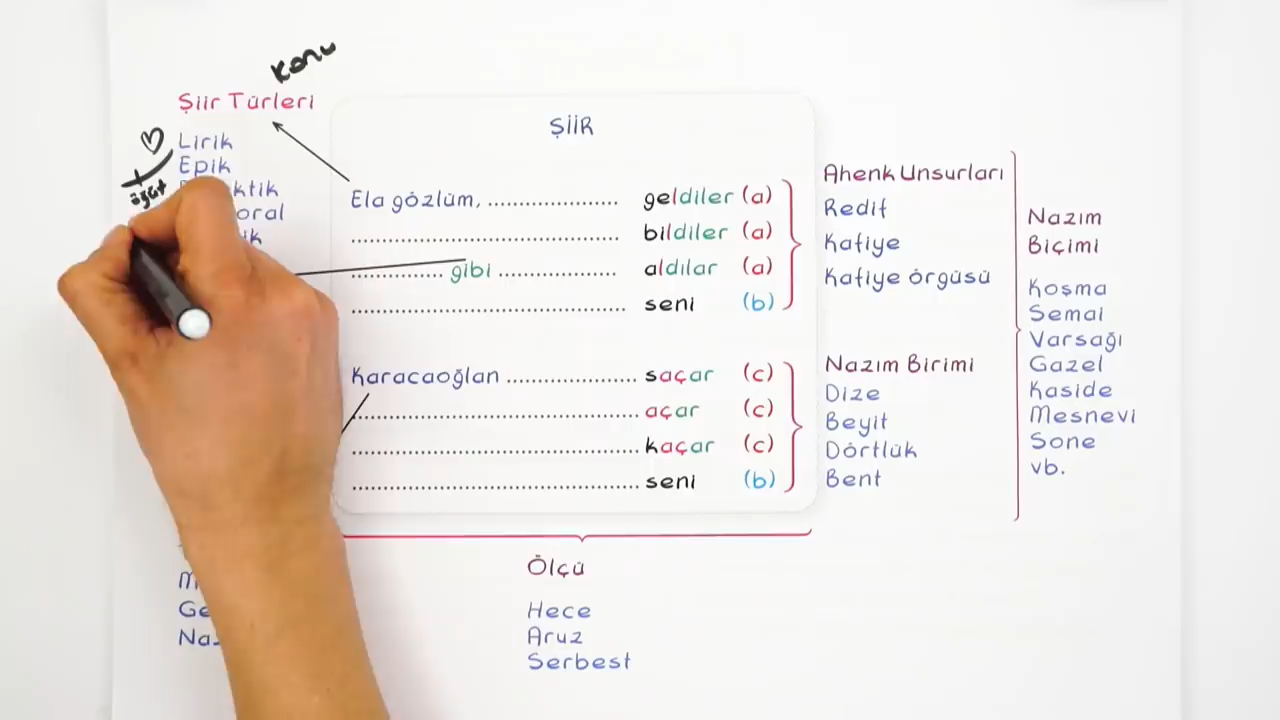 Konu
Şiir Türleri
Lirik
Epik
öğüt
ŞİİR
Ela gözlüm, ...................... geldiler (a)
............................................. bildiler (a)
............... gibi .................... aldılar (a)
............................................. seni (b)
Karacaoğlan ...................... saçar (c)
............................................. açar (c)
............................................. kaçar (c)
............................................. seni (b)
Ahenk Unsurları
Redif
Kafiye
Kafiye örgüsü
Nazım Birimi
Dize
Beyit
Dörtlük
Bent
Nazım
Biçimi
Koşma
Semai
Varsağı
Gazel
Kaside
Mesnevi
Sone
vb.
Ölçü
Hece
Aruz
Serbest